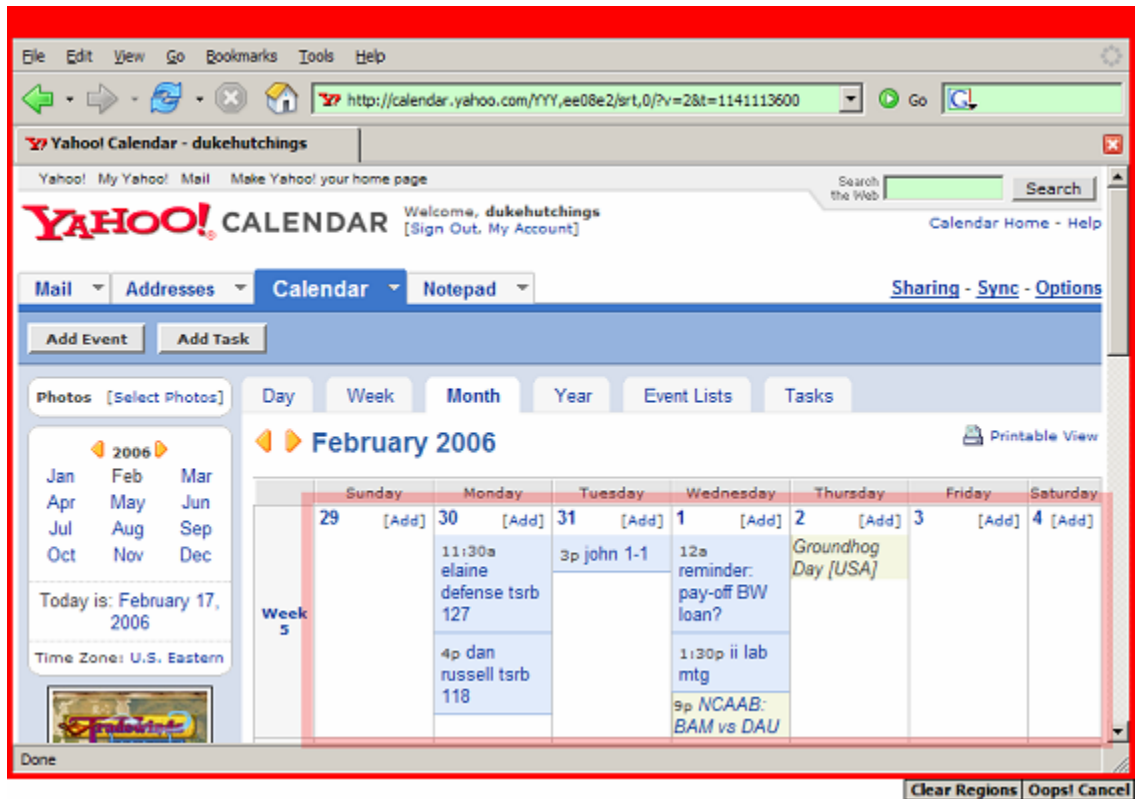 File Edit View Go Bookmarks Tools Help
http://calendar.yahoo.com/YYY,ee08e2/srt,0/?v=2&t=1141113600 Go G
Y! Yahoo! Calendar - dukehutchings
Yahoo! My Yahoo! Mail Make Yahoo! your home page
Search the Web Search
YAHOO! CALENDAR
Welcome, dukehutchings
[Sign Out, My Account]
Calendar Home - Help
Mail Addresses Calendar Notepad
Sharing - Sync - Options
Add Event Add Task
Photos [Select Photos]
Day Week Month Year Event Lists Tasks
2006
Jan Feb Mar
Apr May Jun
Jul Aug Sep
Oct Nov Dec
Today is: February 17,
2006
Time Zone: U.S. Eastern
Tradewinds 2
February 2006
Printable View
Sunday Monday Tuesday Wednesday Thursday Friday Saturday
Week
5
29 [Add]
30 [Add]
11:30a
elaine
defense tsrb
127
4p dan
russell tsrb
118
31 [Add]
3p john 1-1
1 [Add]
12a
reminder:
pay-off BW
loan?
1:30p ii lab
mtg
9p NCAAB:
BAM vs DAU
2 [Add]
Groundhog
Day [USA]
3 [Add]
4 [Add]
Done
Clear Regions Oops! Cancel